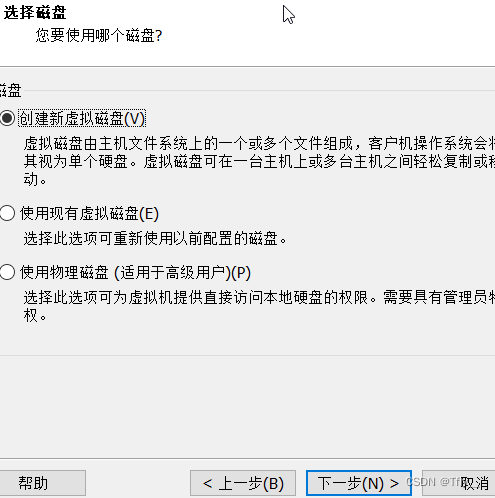 选择磁盘
您要使用哪个磁盘?
磁盘
创建新虚拟磁盘(V)
虚拟磁盘由主机文件系统上的一个或多个文件组成，客户机操作系统会将
其视为单个硬盘。虚拟磁盘可在一台主机上或多台主机之间轻松复制或移
动。
使用现有虚拟磁盘(E)
选择此选项可重新使用以前配置的磁盘。
使用物理磁盘 (适用于高级用户)(P)
选择此选项可为虚拟机提供直接访问本地硬盘的权限。需要具有管理员特
权。
帮助 < 上一步(B) 下一步(N) > 取消
CSDN